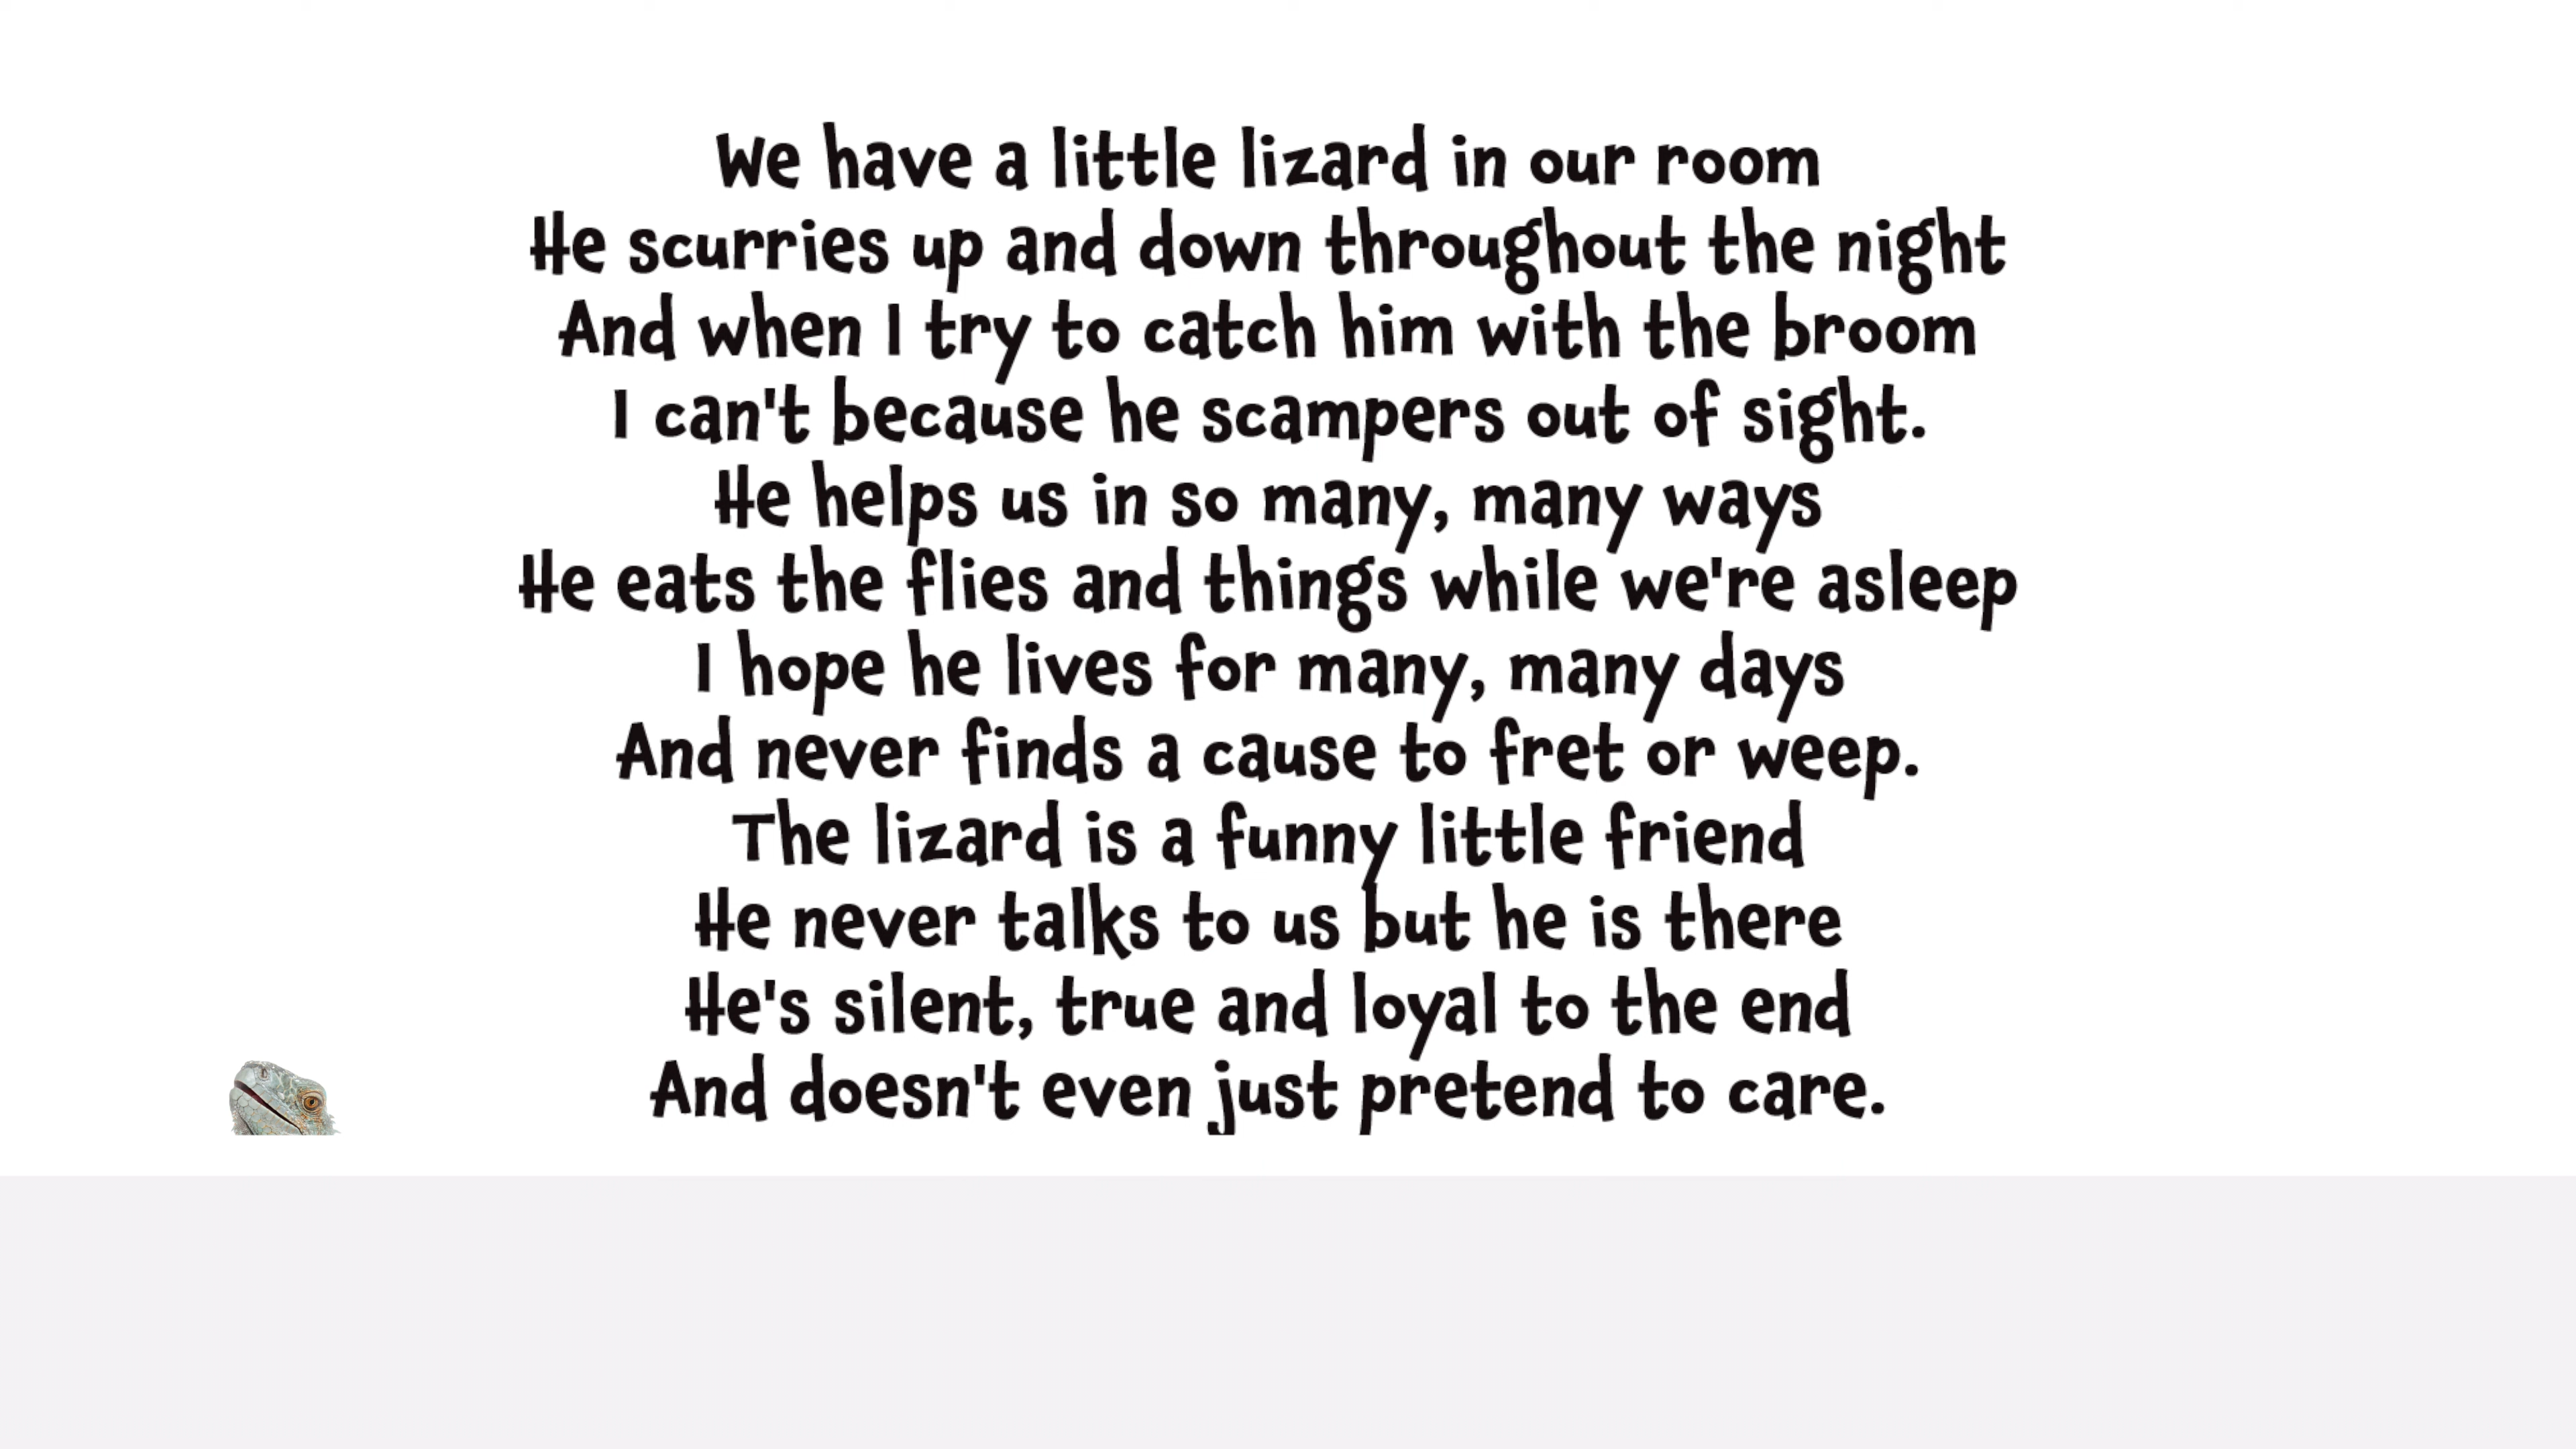 We have a little lizard in our room
He scurries up and down throughout the night
And when I try to catch him with the broom
I can't because he scampers out of sight.
He helps us in so many, many ways
He eats the flies and things while we're asleep
I hope he lives for many, many days
And never finds a cause to fret or weep.
The lizard is a funny little friend
He never talks to us but he is there
He's silent, true and loyal to the end
And doesn't even just pretend to care.